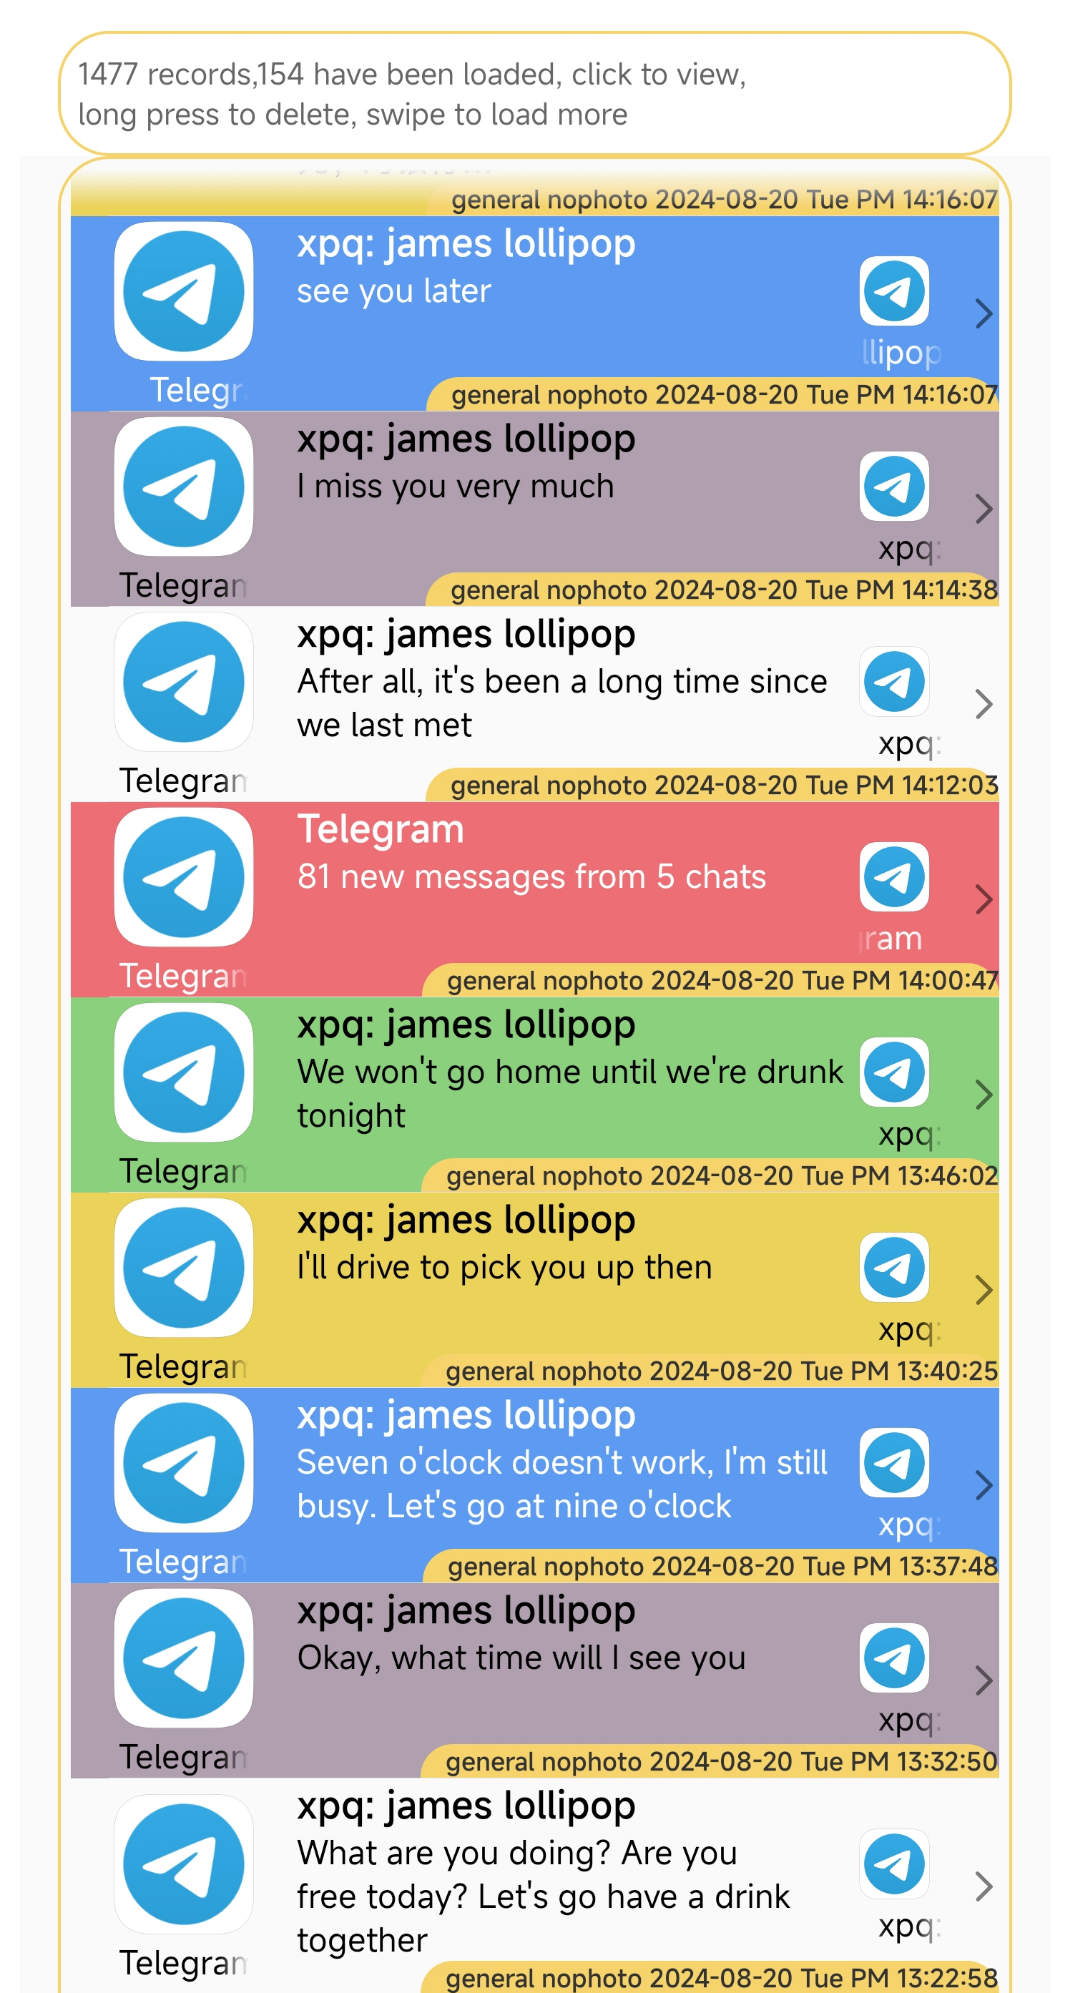 1477 records,154 have been loaded, click to view,
long press to delete, swipe to load more
general nophoto 2024-08-20 Tue PM 14:16:07
xpq: james lollipop
see you later
llipop
Telegr
general nophoto 2024-08-20 Tue PM 14:16:07
xpq: james lollipop
I miss you very much
xpq:
Telegram
general nophoto 2024-08-20 Tue PM 14:14:38
xpq: james lollipop
After all, it's been a long time since
we last met
xpq:
Telegram
general nophoto 2024-08-20 Tue PM 14:12:03
Telegram
81 new messages from 5 chats
gram
Telegram
general nophoto 2024-08-20 Tue PM 14:00:47
xpq: james lollipop
We won't go home until we're drunk
tonight
xpq:
Telegram
general nophoto 2024-08-20 Tue PM 13:46:02
xpq: james lollipop
I'll drive to pick you up then
xpq:
Telegram
general nophoto 2024-08-20 Tue PM 13:40:25
xpq: james lollipop
Seven o'clock doesn't work, I'm still
busy. Let's go at nine o'clock
xpq:
Telegram
general nophoto 2024-08-20 Tue PM 13:37:48
xpq: james lollipop
Okay, what time will I see you
xpq:
Telegram
general nophoto 2024-08-20 Tue PM 13:32:50
xpq: james lollipop
What are you doing? Are you
free today? Let's go have a drink
together
xpq:
Telegram
general nophoto 2024-08-20 Tue PM 13:22:58